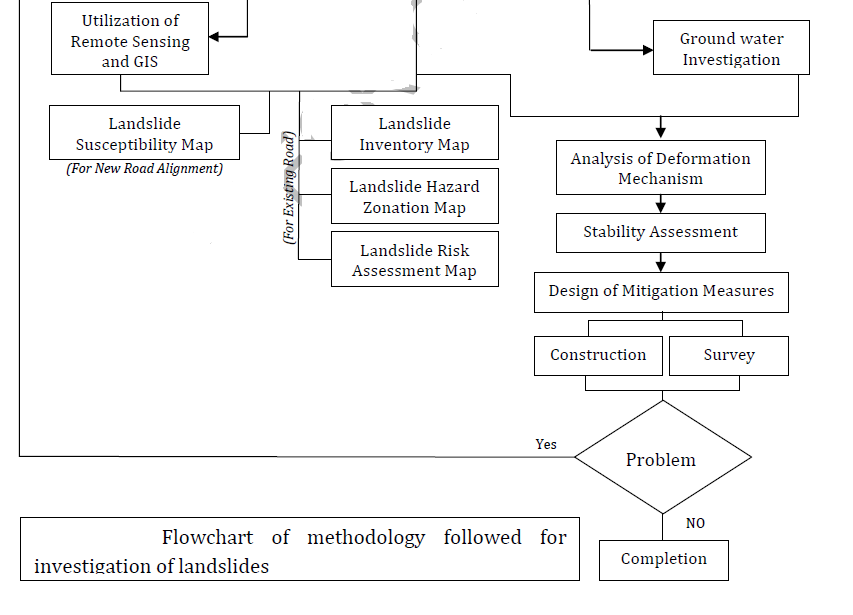 Utilization of
Remote Sensing
and GIS
Ground water
Investigation
Landslide
Susceptibility Map
(For New Road Alignment)
(For Existing Road)
Landslide
Inventory Map
Landslide Hazard
Zonation Map
Landslide Risk
Assessment Map
Analysis of Deformation
Mechanism
Stability Assessment
Design of Mitigation Measures
Construction
Survey
Yes
Problem
NO
Completion
Flowchart of methodology followed for
investigation of landslides